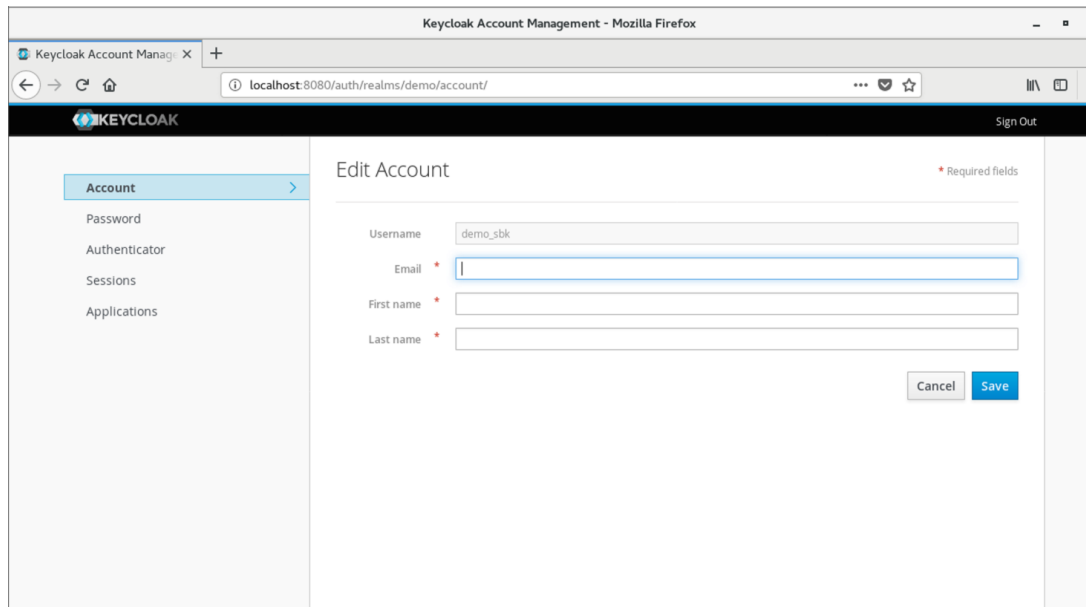 Keycloak Account Management - Mozilla Firefox
Keycloak Account Manage
localhost:8080/auth/realms/demo/account/
KEYCLOAK
Sign Out
Account
Password
Authenticator
Sessions
Applications
Edit Account
* Required fields
Username demo_sbk
Email *
First name *
Last name *
Cancel Save